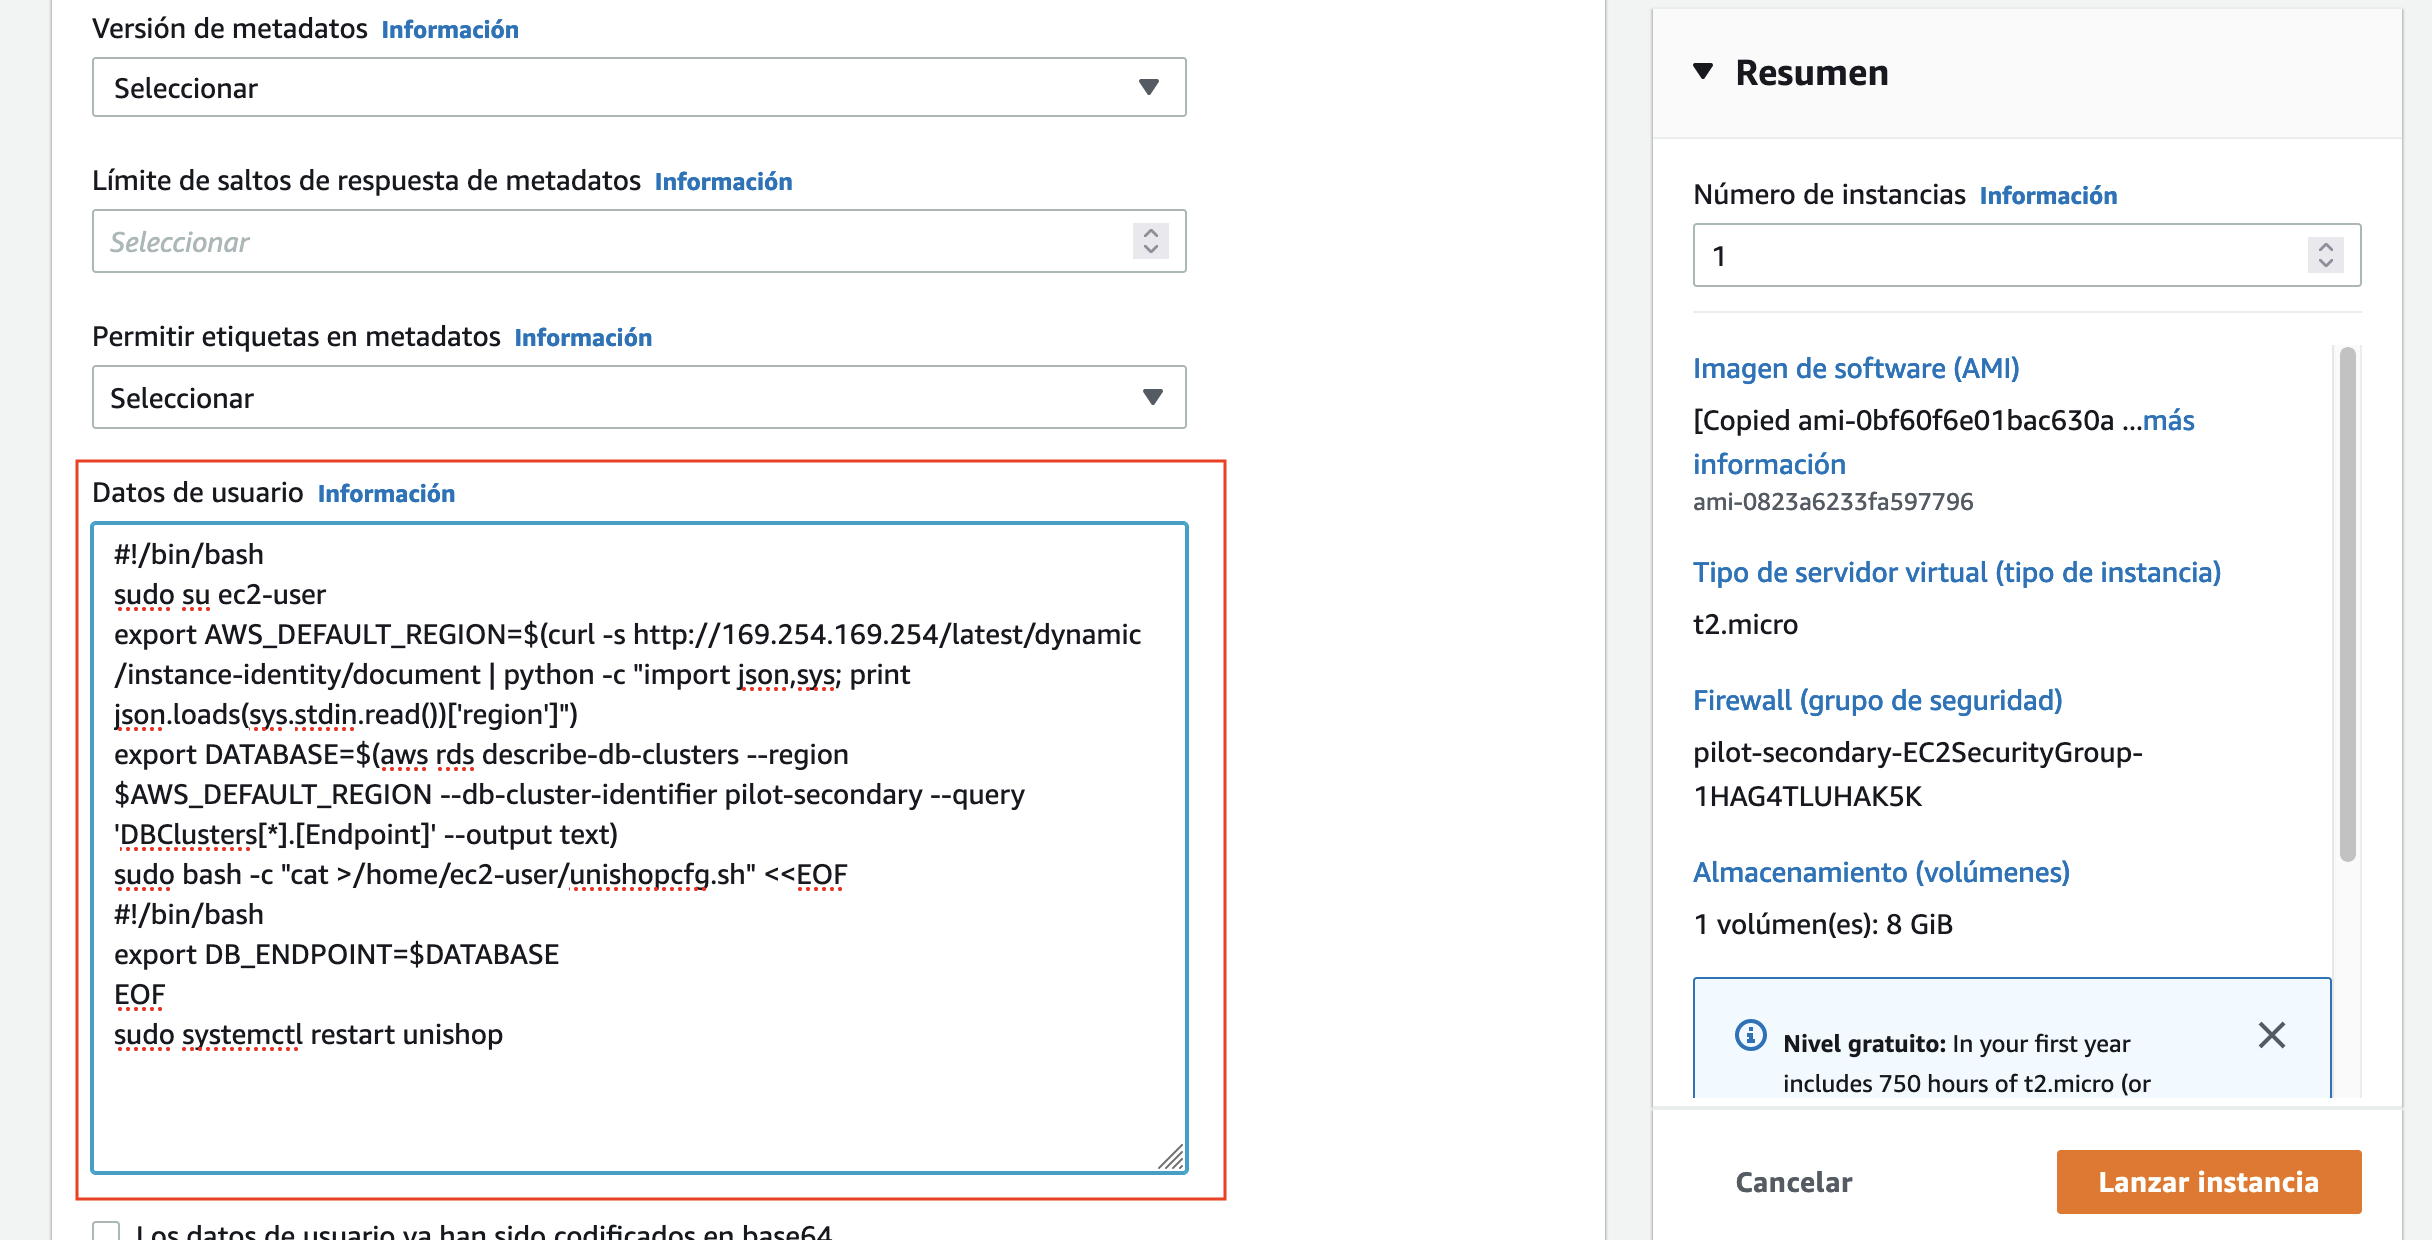 Versión de metadatos Información
Seleccionar
Límite de saltos de respuesta de metadatos Información
Seleccionar
Permitir etiquetas en metadatos Información
Seleccionar
Datos de usuario Información
#!/bin/bash
sudo su ec2-user
export AWS_DEFAULT_REGION=$(curl -s http://169.254.169.254/latest/dynamic
/instance-identity/document | python -c "import json,sys; print
json.loads(sys.stdin.read())['region']")
export DATABASE=$(aws rds describe-db-clusters --region
$AWS_DEFAULT_REGION --db-cluster-identifier pilot-secondary --query
'DBClusters[*].[Endpoint]' --output text)
sudo bash -c "cat >/home/ec2-user/unishopcfg.sh" <<EOF
#!/bin/bash
export DB_ENDPOINT=$DATABASE
EOF
sudo systemctl restart unishop
Los datos de usuario ya han sido codificados en base64
Resumen
Número de instancias Información
1
Imagen de software (AMI)
[Copied ami-0bf60f6e01bac630a ...más
información
ami-0823a6233fa597796
Tipo de servidor virtual (tipo de instancia)
t2.micro
Firewall (grupo de seguridad)
pilot-secondary-EC2SecurityGroup-
1HAG4TLUHAK5K
Almacenamiento (volúmenes)
1 volúmen(es): 8 GiB
Nivel gratuito: In your first year
includes 750 hours of t2.micro (or
Cancelar
Lanzar instancia